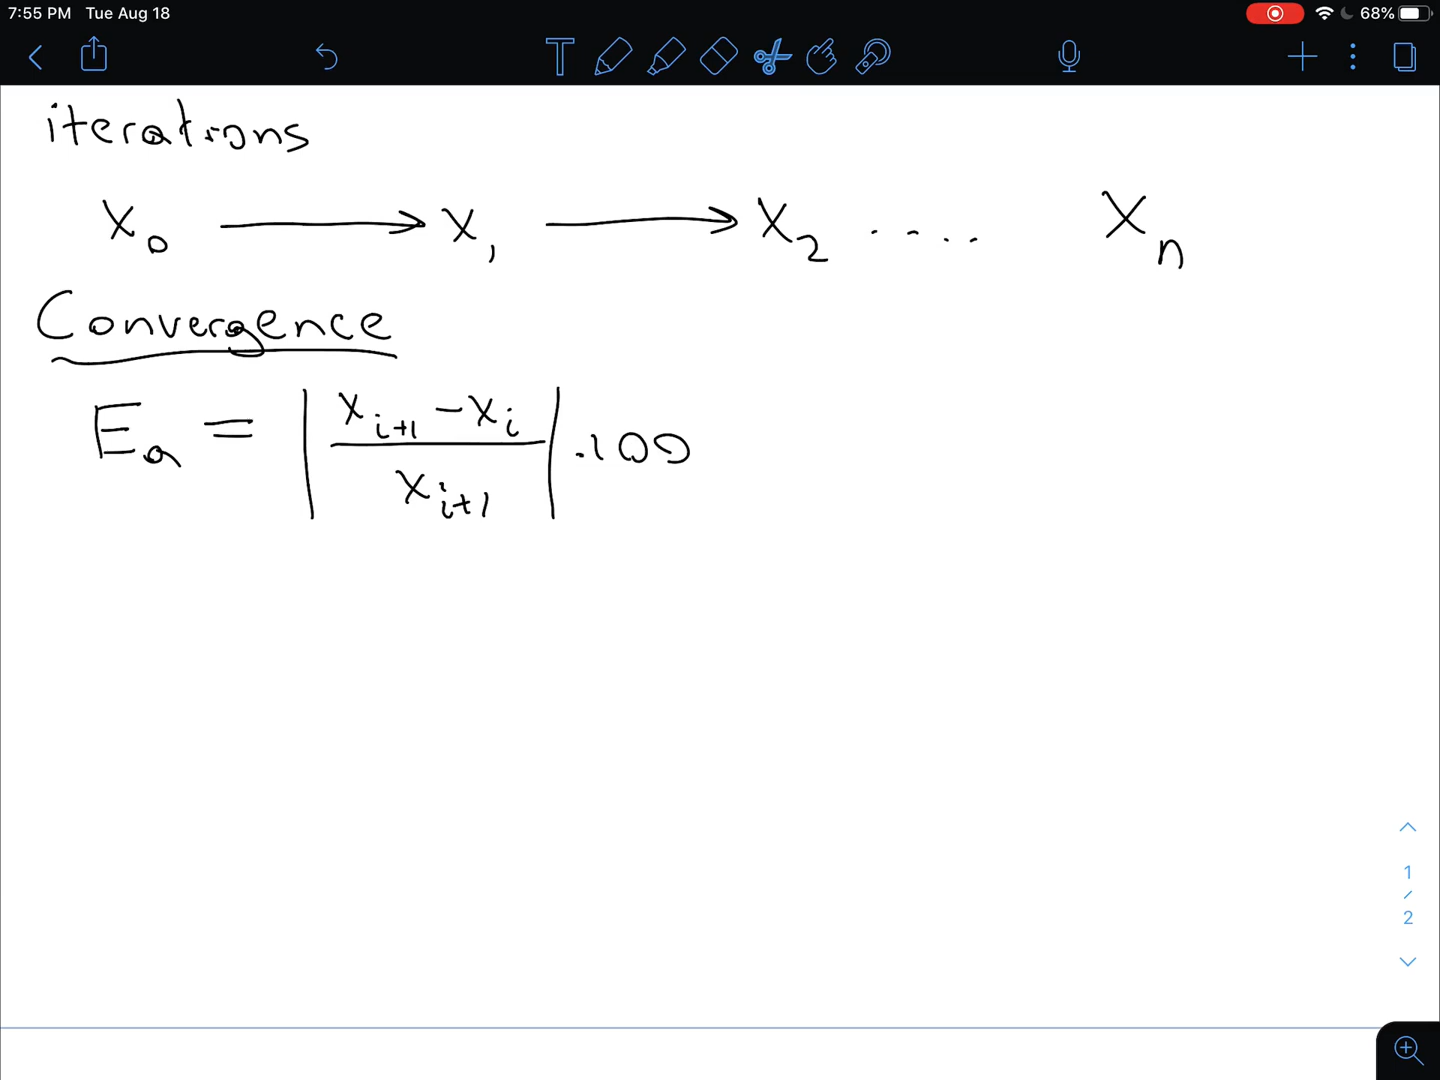 7:55 PM Tue Aug 18 68%
T
iterations
X₀ ⟶ X₁ ⟶ X₂ .... Xₙ
Convergence
Eₐ = | (xᵢ₊₁ - xᵢ) / xᵢ₊₁ | .100
1
/
2